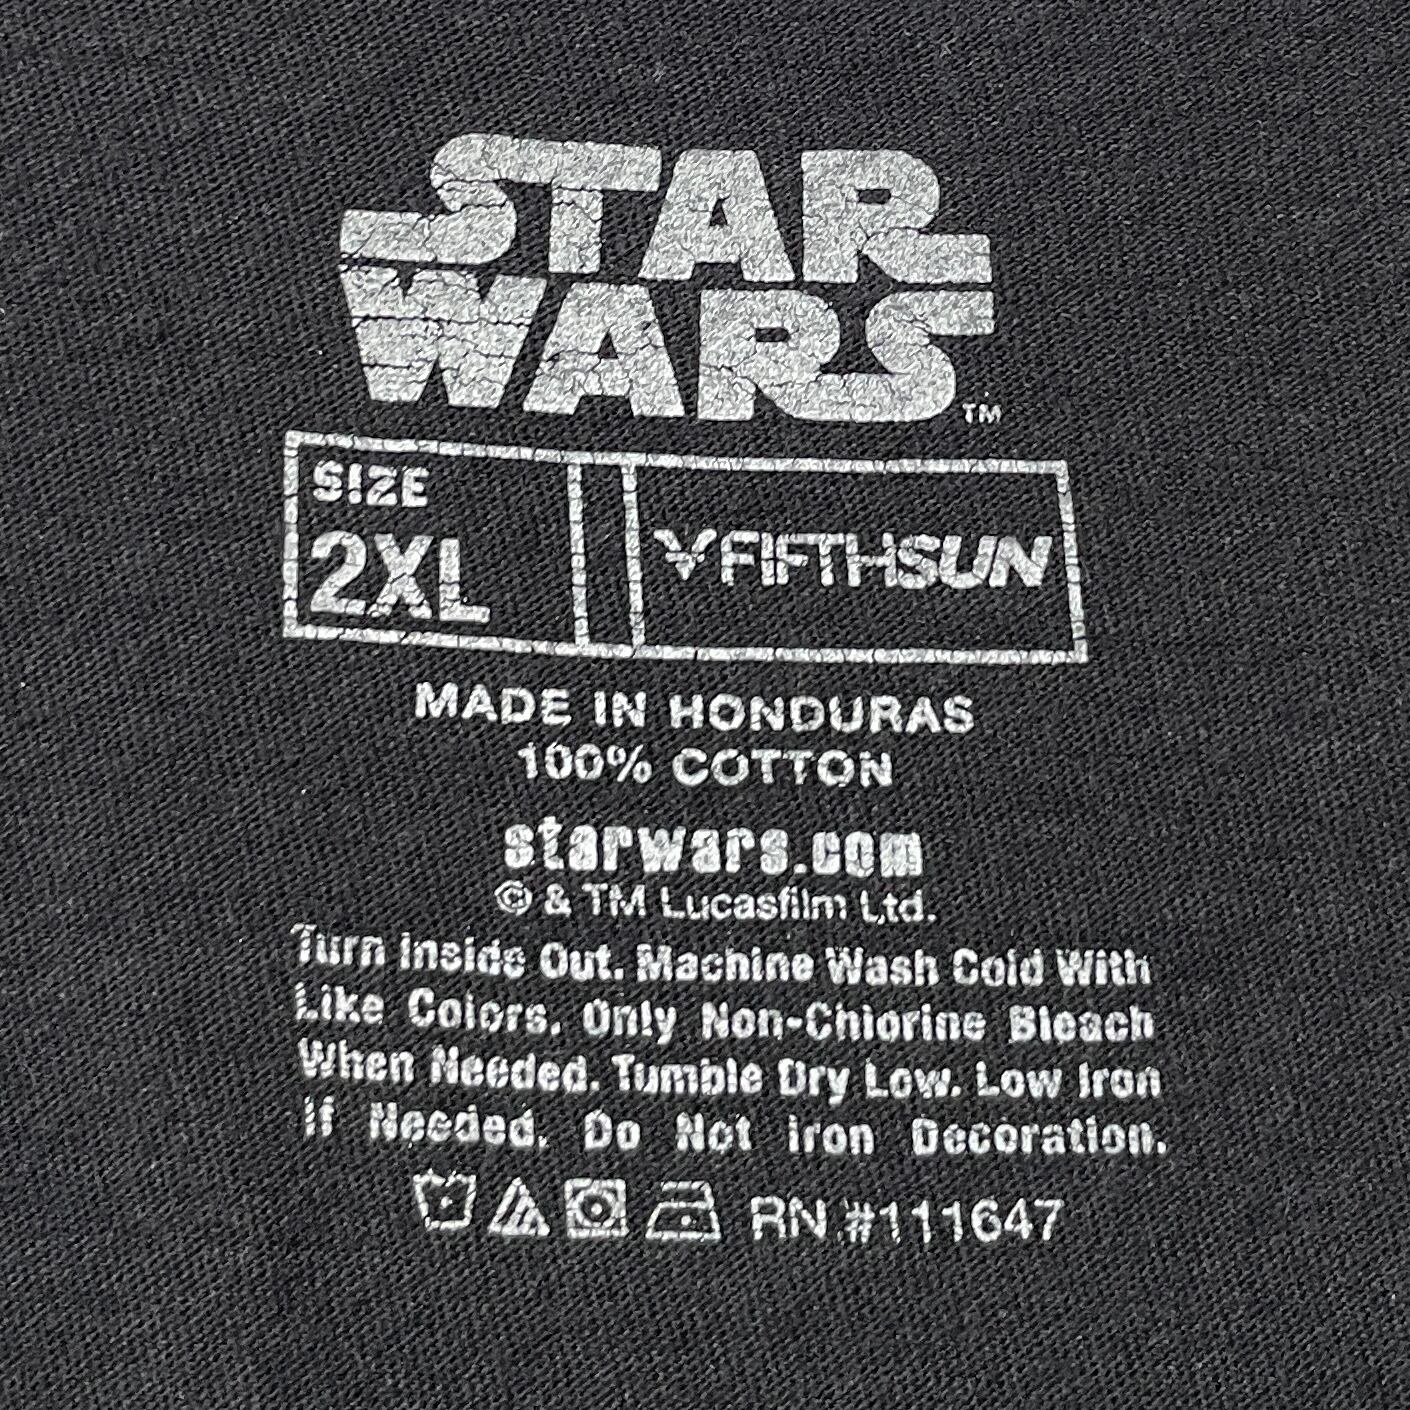 STAR
WARS™
SIZE
2XL
FIFTHSUN
MADE IN HONDURAS
100% COTTON
starwars.com
© & TM Lucasfilm Ltd.
Turn Inside Out. Machine Wash Cold With
Like Colors. Only Non-Chlorine Bleach
When Needed. Tumble Dry Low. Low Iron
If Needed. Do Not Iron Decoration.
RN #111647